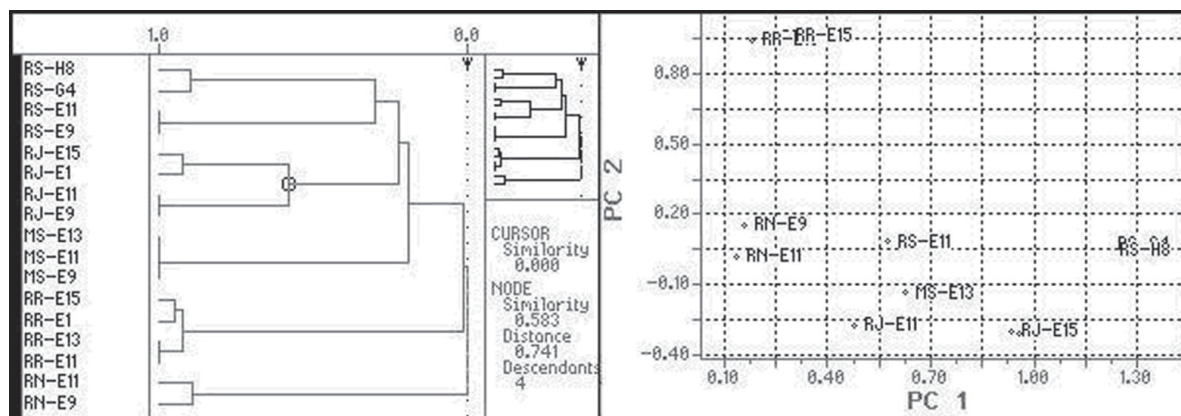 1.0 0.0
RS-H8
RS-G4
RS-E11
RS-E9
RJ-E15
RJ-E1
RJ-E11
RJ-E9
MS-E13
MS-E11
MS-E9
RR-E15
RR-E1
RR-E13
RR-E11
RN-E11
RN-E9
CURSOR
Similarity
0.000
NODE
Similarity
0.583
Distance
0.741
Descendants
4
PC 2
0.80
0.50
0.20
-0.10
-0.40
RR-E15
RN-E9
RN-E11
RS-E11
RS-H8
MS-E13
RJ-E11
RJ-E15
0.10 0.40 0.70 1.00 1.30
PC 1